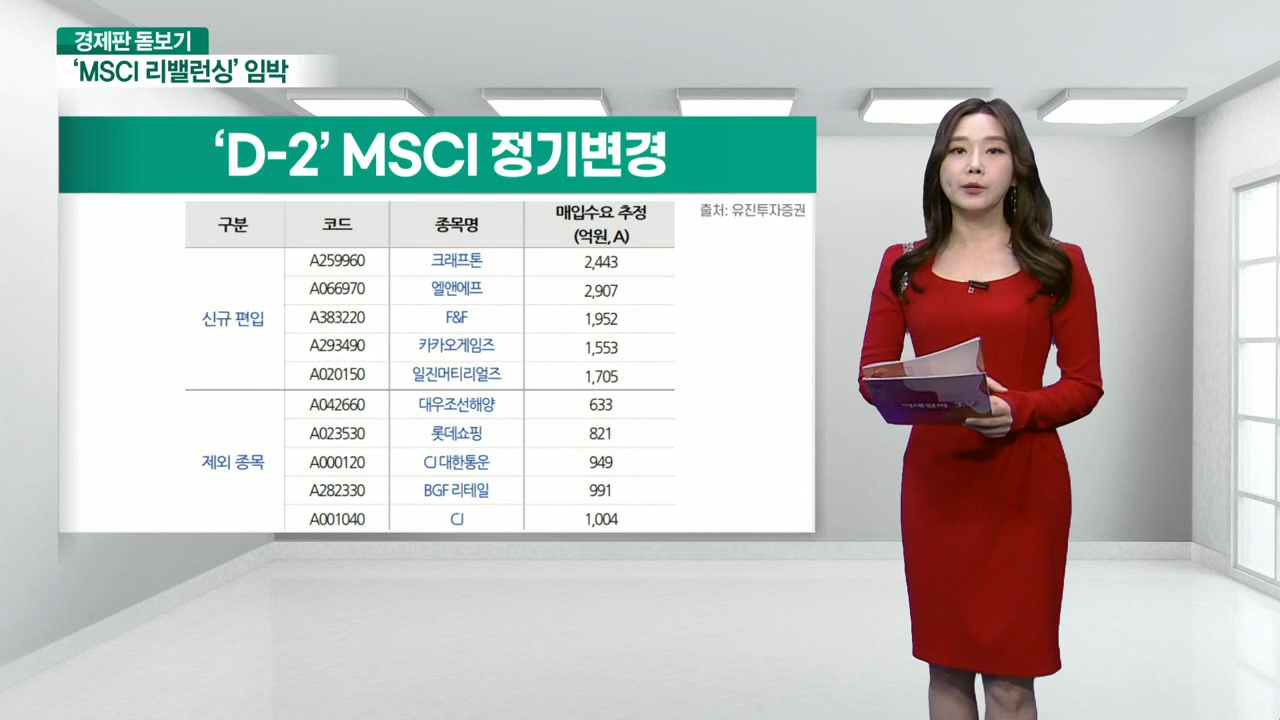 경제판 돋보기
‘MSCI 리밸런싱’ 임박
‘D-2’ MSCI 정기변경
출처: 유진투자증권
구분 코드 종목명 매입수요 추정 (억원, A)
신규 편입
A259960 크래프톤 2,443
A066970 엘앤에프 2,907
A383220 F&F 1,952
A293490 카카오게임즈 1,553
A020150 일진머티리얼즈 1,705
제외 종목
A042660 대우조선해양 633
A023530 롯데쇼핑 821
A000120 CJ 대한통운 949
A282330 BGF 리테일 991
A001040 CJ 1,004